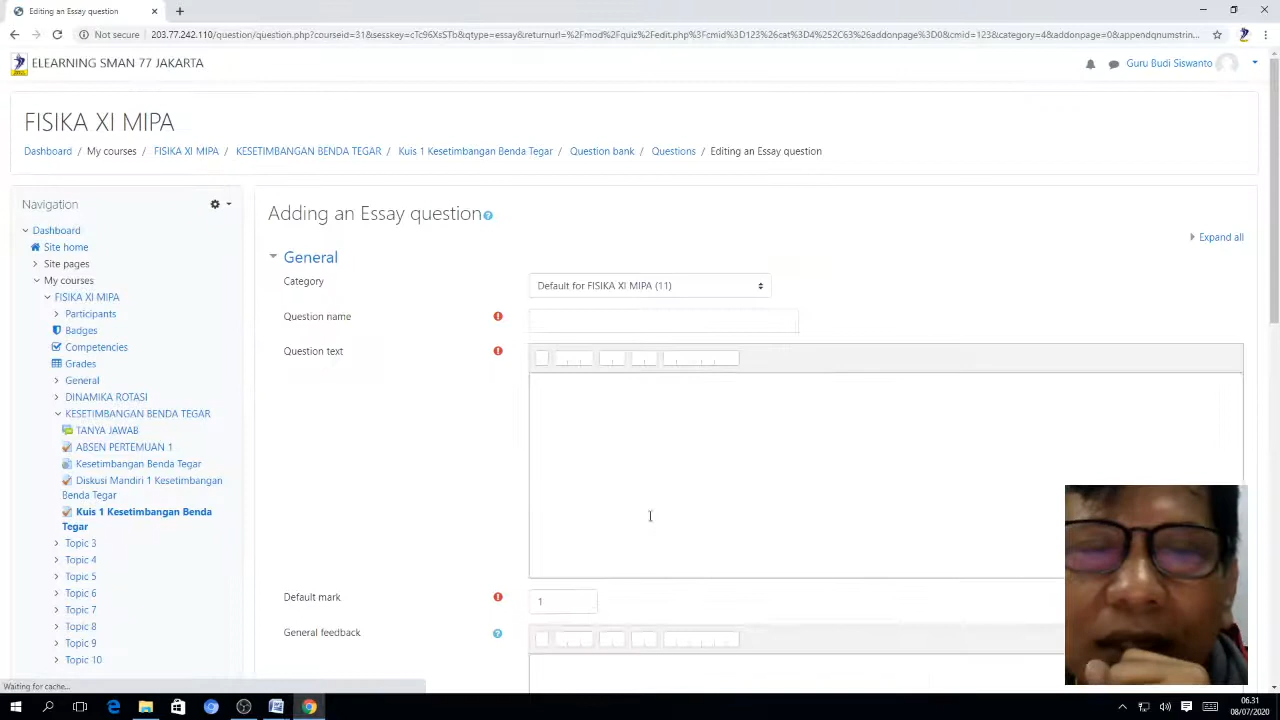 Editing an Essay question
Not secure | 203.77.242.110/question/question.php?courseid=31&sesskey=cTc96XsSTb&qtype=essay&returnurl=%2Fmod%2Fquiz%2Fedit.php%3Fcmid%3D123%26cat%3D4%252C63%26addonpage%3D0&cmid=123&category=4&addonpage=0&appendqnumstrin...
ELEARNING SMAN 77 JAKARTA
Guru Budi Siswanto
FISIKA XI MIPA
Dashboard / My courses / FISIKA XI MIPA / KESETIMBANGAN BENDA TEGAR / Kuis 1 Kesetimbangan Benda Tegar / Question bank / Questions / Editing an Essay question
Navigation
Dashboard
Site home
Site pages
My courses
FISIKA XI MIPA
Participants
Badges
Competencies
Grades
General
DINAMIKA ROTASI
KESETIMBANGAN BENDA TEGAR
TANYA JAWAB
ABSEN PERTEMUAN 1
Kesetimbangan Benda Tegar
Diskusi Mandiri 1 Kesetimbangan
Benda Tegar
Kuis 1 Kesetimbangan Benda
Tegar
Topic 3
Topic 4
Topic 5
Topic 6
Topic 7
Topic 8
Topic 9
Topic 10
Adding an Essay question
Expand all
General
Category
Default for FISIKA XI MIPA (11)
Question name
Question text
Default mark
1
General feedback
Waiting for cache...
06.31
08/07/2020